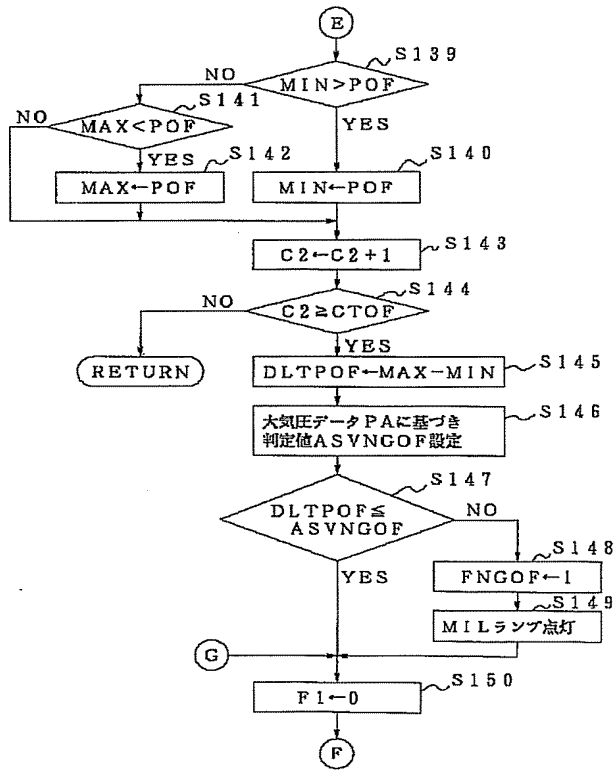 E
S139
MIN>POF
NO
YES
S141
MAX<POF
NO
YES
S142
MAX←POF
S140
MIN←POF
S143
C2←C2+1
S144
C2≧CTOF
NO
YES
RETURN
S145
DLTPOF←MAX−MIN
S146
大気圧データPAに基づき
判定値ASVNGOF設定
S147
DLTPOF≦
ASVNGOF
NO
YES
S148
FNGOF←1
S149
MILランプ点灯
G
S150
F1←0
F